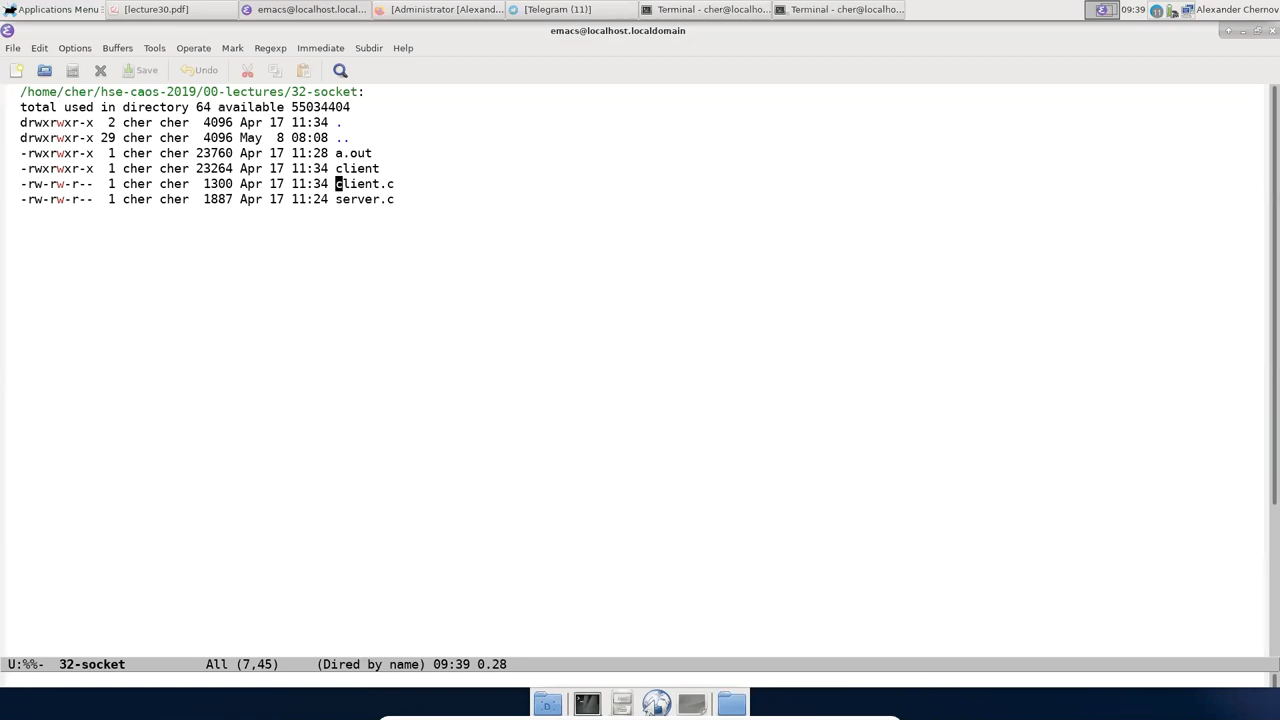 Applications Menu
[lecture30.pdf]
emacs@localhost.local...
[Administrator [Alexand...
[Telegram (11)]
Terminal - cher@localho...
Terminal - cher@localho...
09:39
11
Alexander Chernov
emacs@localhost.localdomain
File Edit Options Buffers Tools Operate Mark Regexp Immediate Subdir Help
Save Undo
/home/cher/hse-caos-2019/00-lectures/32-socket:
total used in directory 64 available 55034404
drwxrwxr-x  2 cher cher  4096 Apr 17 11:34 .
drwxrwxr-x 29 cher cher  4096 May  8 08:08 ..
-rwxrwxr-x  1 cher cher 23760 Apr 17 11:28 a.out
-rwxrwxr-x  1 cher cher 23264 Apr 17 11:34 client
-rw-rw-r--  1 cher cher  1300 Apr 17 11:34 client.c
-rw-rw-r--  1 cher cher  1887 Apr 17 11:24 server.c
U:%%-  32-socket          All (7,45)     (Dired by name) 09:39 0.28